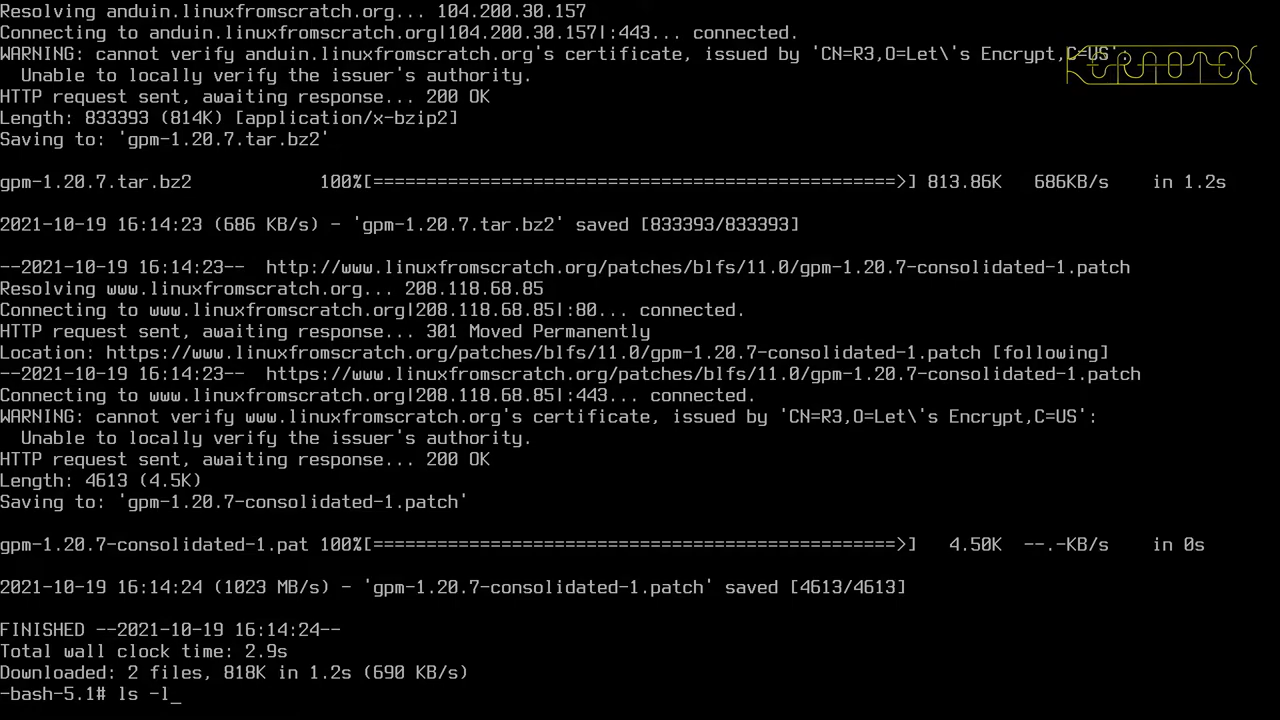 Resolving anduin.linuxfromscratch.org... 104.200.30.157
Connecting to anduin.linuxfromscratch.org|104.200.30.157|:443... connected.
WARNING: cannot verify anduin.linuxfromscratch.org's certificate, issued by 'CN=R3,O=Let\'s Encrypt,C=US':
  Unable to locally verify the issuer's authority.
HTTP request sent, awaiting response... 200 OK
Length: 833393 (814K) [application/x-bzip2]
Saving to: 'gpm-1.20.7.tar.bz2'
gpm-1.20.7.tar.bz2            100%[=================================================>] 813.86K   686KB/s    in 1.2s
2021-10-19 16:14:23 (686 KB/s) - 'gpm-1.20.7.tar.bz2' saved [833393/833393]
--2021-10-19 16:14:23--  http://www.linuxfromscratch.org/patches/blfs/11.0/gpm-1.20.7-consolidated-1.patch
Resolving www.linuxfromscratch.org... 208.118.68.85
Connecting to www.linuxfromscratch.org|208.118.68.85|:80... connected.
HTTP request sent, awaiting response... 301 Moved Permanently
Location: https://www.linuxfromscratch.org/patches/blfs/11.0/gpm-1.20.7-consolidated-1.patch [following]
--2021-10-19 16:14:23--  https://www.linuxfromscratch.org/patches/blfs/11.0/gpm-1.20.7-consolidated-1.patch
Connecting to www.linuxfromscratch.org|208.118.68.85|:443... connected.
WARNING: cannot verify www.linuxfromscratch.org's certificate, issued by 'CN=R3,O=Let\'s Encrypt,C=US':
  Unable to locally verify the issuer's authority.
HTTP request sent, awaiting response... 200 OK
Length: 4613 (4.5K)
Saving to: 'gpm-1.20.7-consolidated-1.patch'
gpm-1.20.7-consolidated-1.pat 100%[=================================================>]   4.50K  --.-KB/s    in 0s
2021-10-19 16:14:24 (1023 MB/s) - 'gpm-1.20.7-consolidated-1.patch' saved [4613/4613]
FINISHED --2021-10-19 16:14:24--
Total wall clock time: 2.9s
Downloaded: 2 files, 818K in 1.2s (690 KB/s)
-bash-5.1# ls -l_